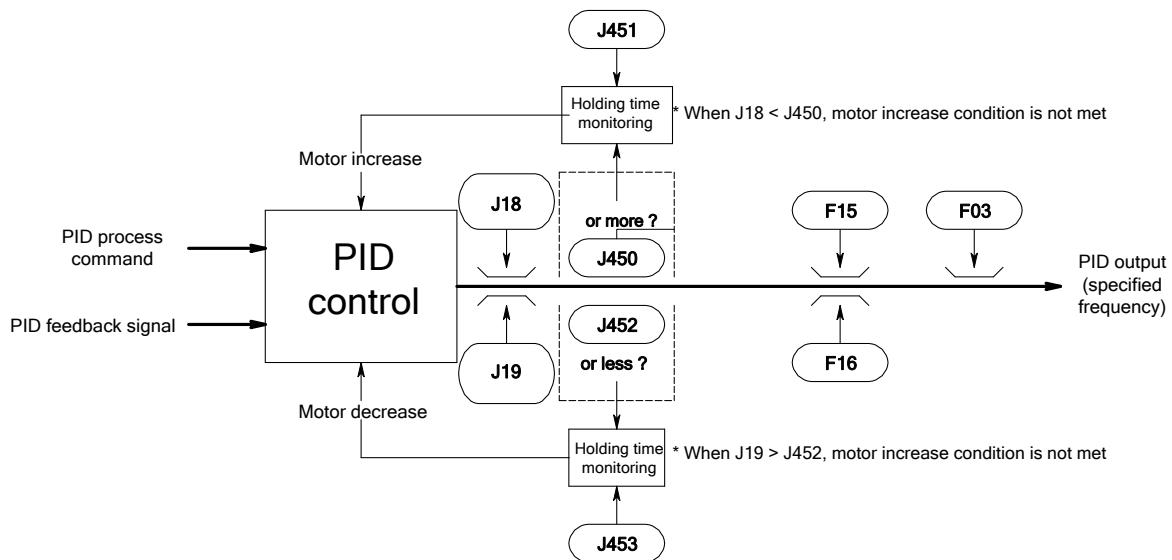 J451
Holding time
monitoring
* When J18 < J450, motor increase condition is not met
Motor increase
J18
or more ?
J450
F15
F03
PID process
command
PID
control
PID output
(specified
frequency)
PID feedback signal
J19
J452
or less ?
F16
Motor decrease
Holding time
monitoring
* When J19 > J452, motor increase condition is not met
J453